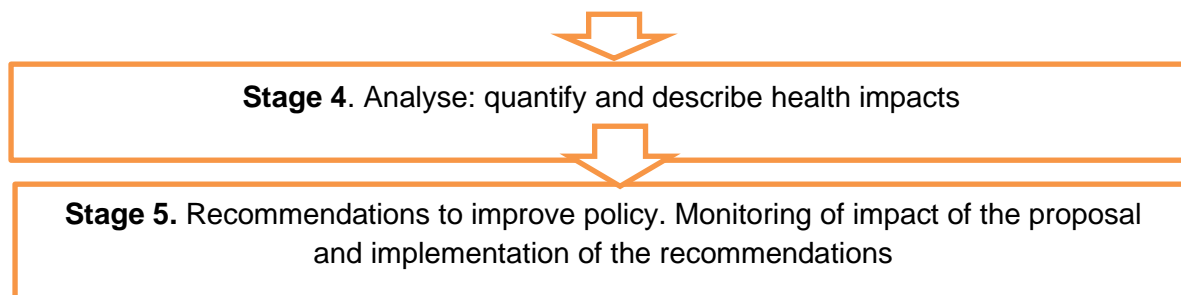 Stage 4. Analyse: quantify and describe health impacts
Stage 5. Recommendations to improve policy. Monitoring of impact of the proposal
and implementation of the recommendations